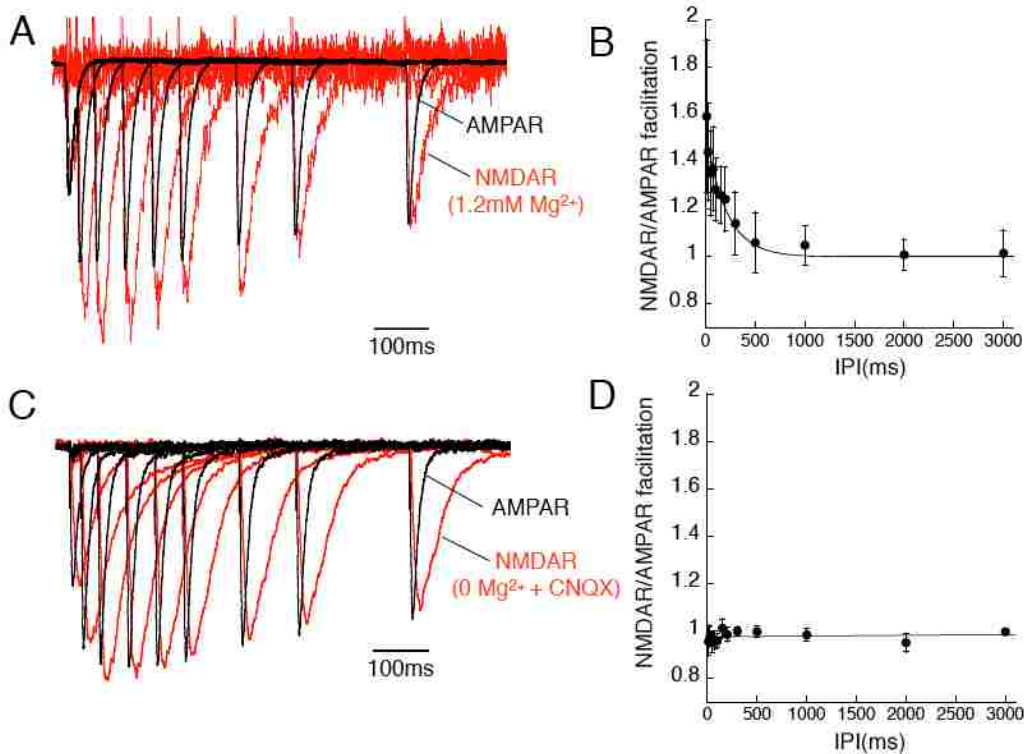 A
AMPAR
NMDAR
(1.2mM Mg²⁺)
100ms
B
NMDAR/AMPAR facilitation
2
1.8
1.6
1.4
1.2
1
0.8
0 500 1000 1500 2000 2500 3000
IPI(ms)
C
AMPAR
NMDAR
(0 Mg²⁺ + CNQX)
100ms
D
NMDAR/AMPAR facilitation
2
1.8
1.6
1.4
1.2
1
0.8
0 500 1000 1500 2000 2500 3000
IPI(ms)